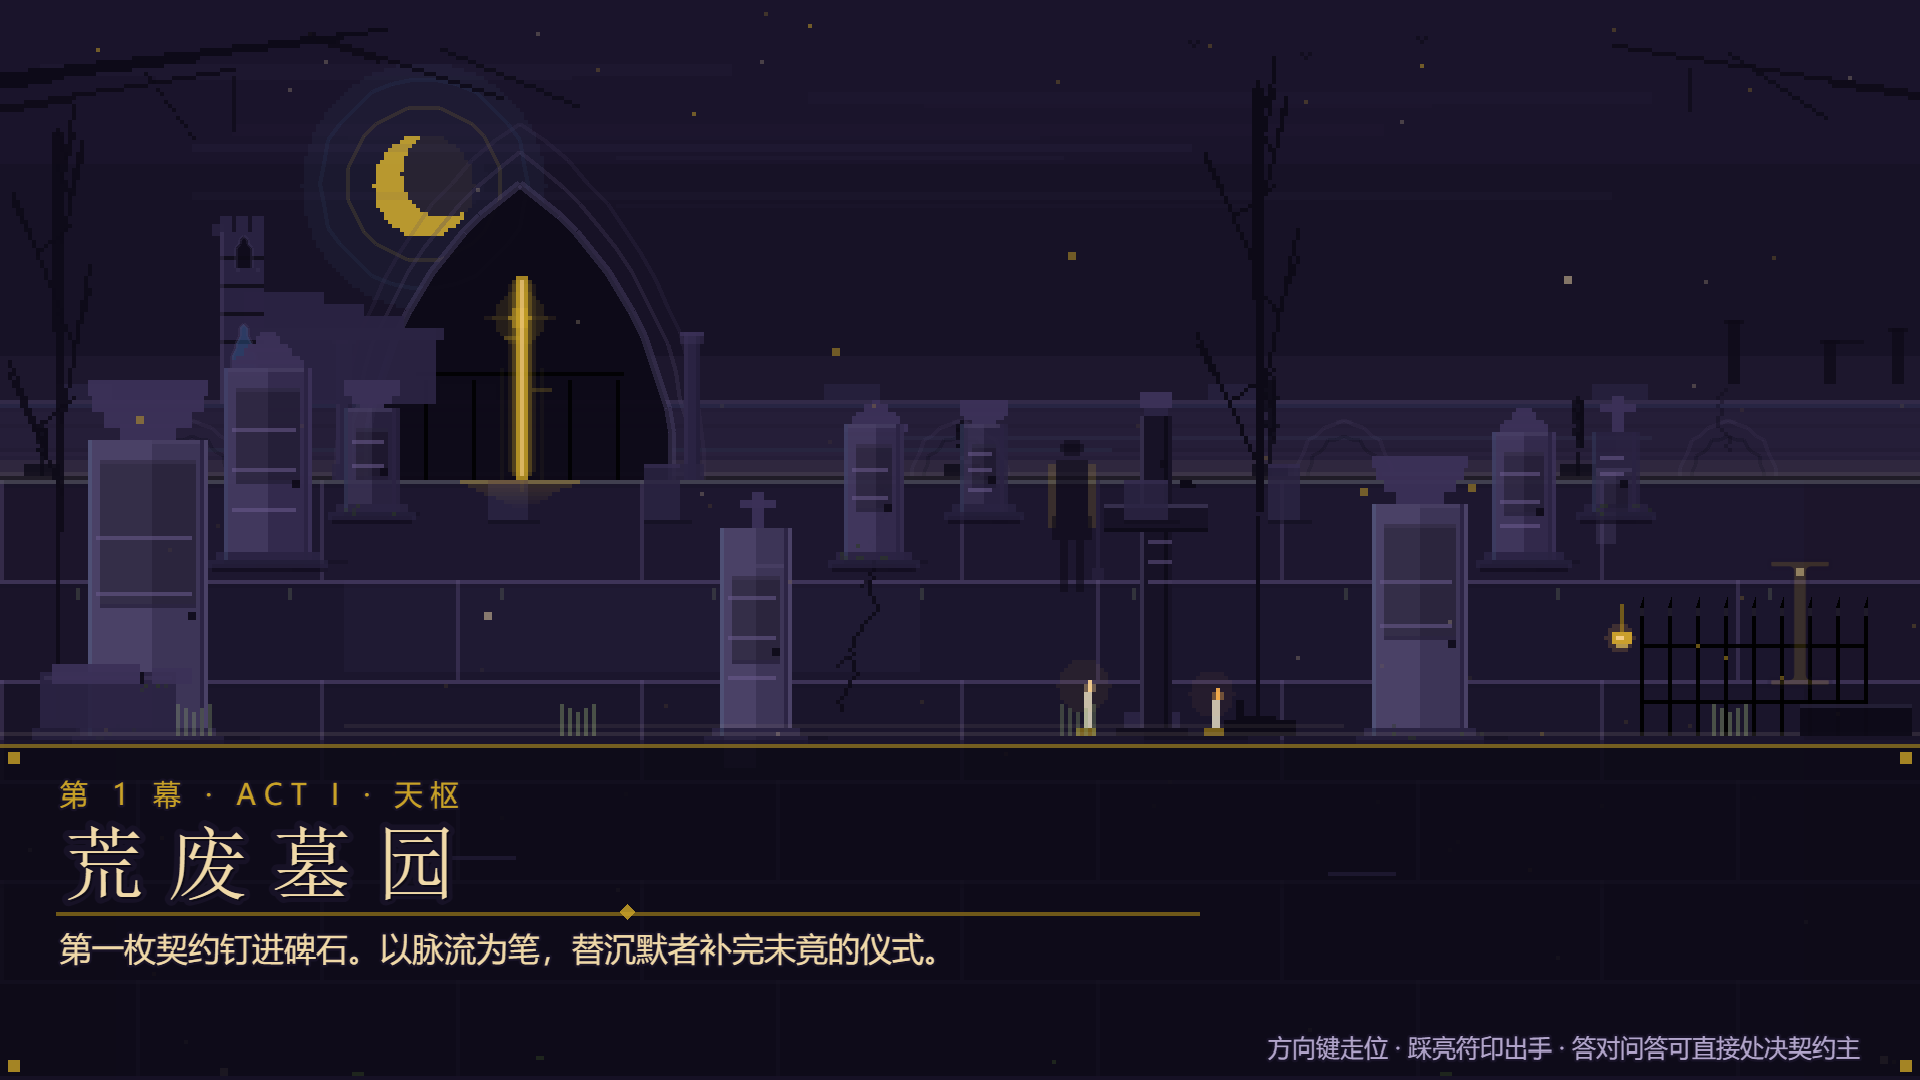 第 1 幕 · ACT I · 天枢
荒废墓园
第一枚契约钉进碑石。以脉流为笔，替沉默者补完未竟的仪式。
方向键走位 · 踩亮符印出手 · 答对问答可直接处决契约主